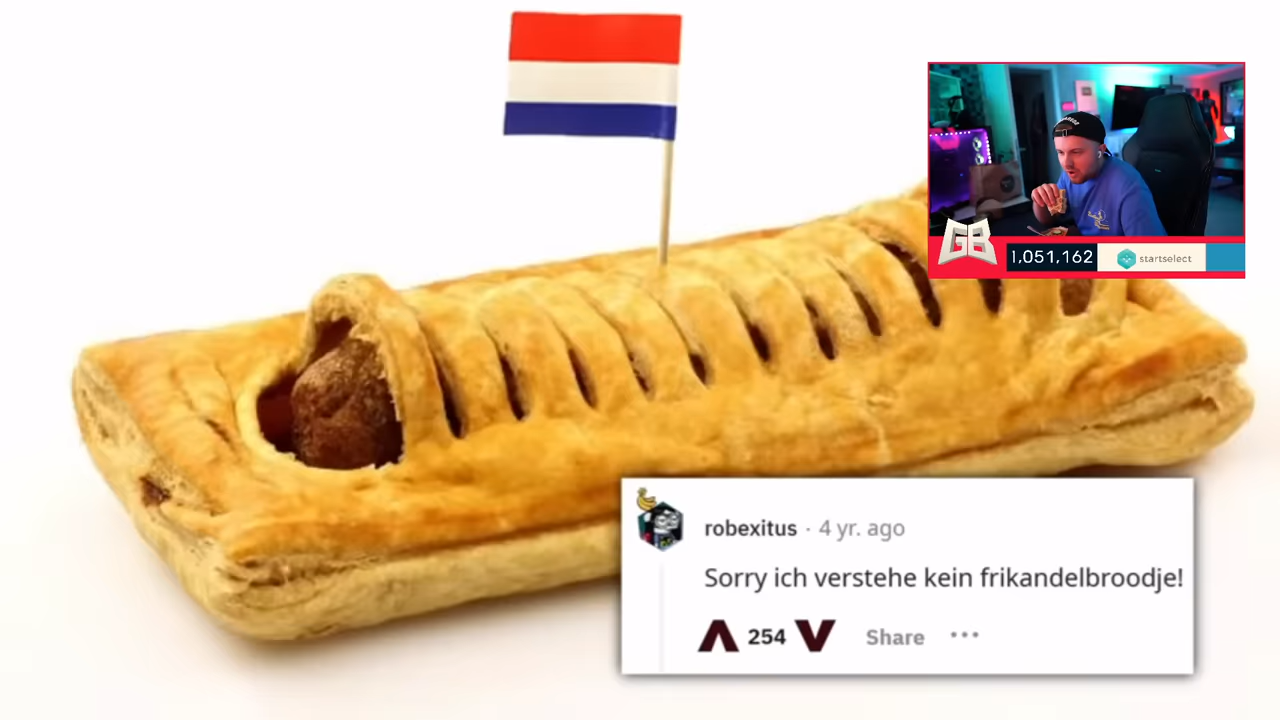 GB
1,051,162
startselect
robexitus · 4 yr. ago
Sorry ich verstehe kein frikandelbroodje!
254
Share ···